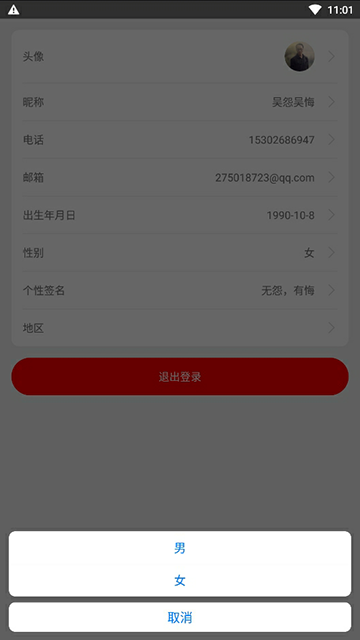 11:01
头像
昵称 吴怨吴悔
电话 15302686947
邮箱 275018723@qq.com
出生年月日 1990-10-8
性别 女
个性签名 无怨，有悔
地区
退出登录
男
女
取消